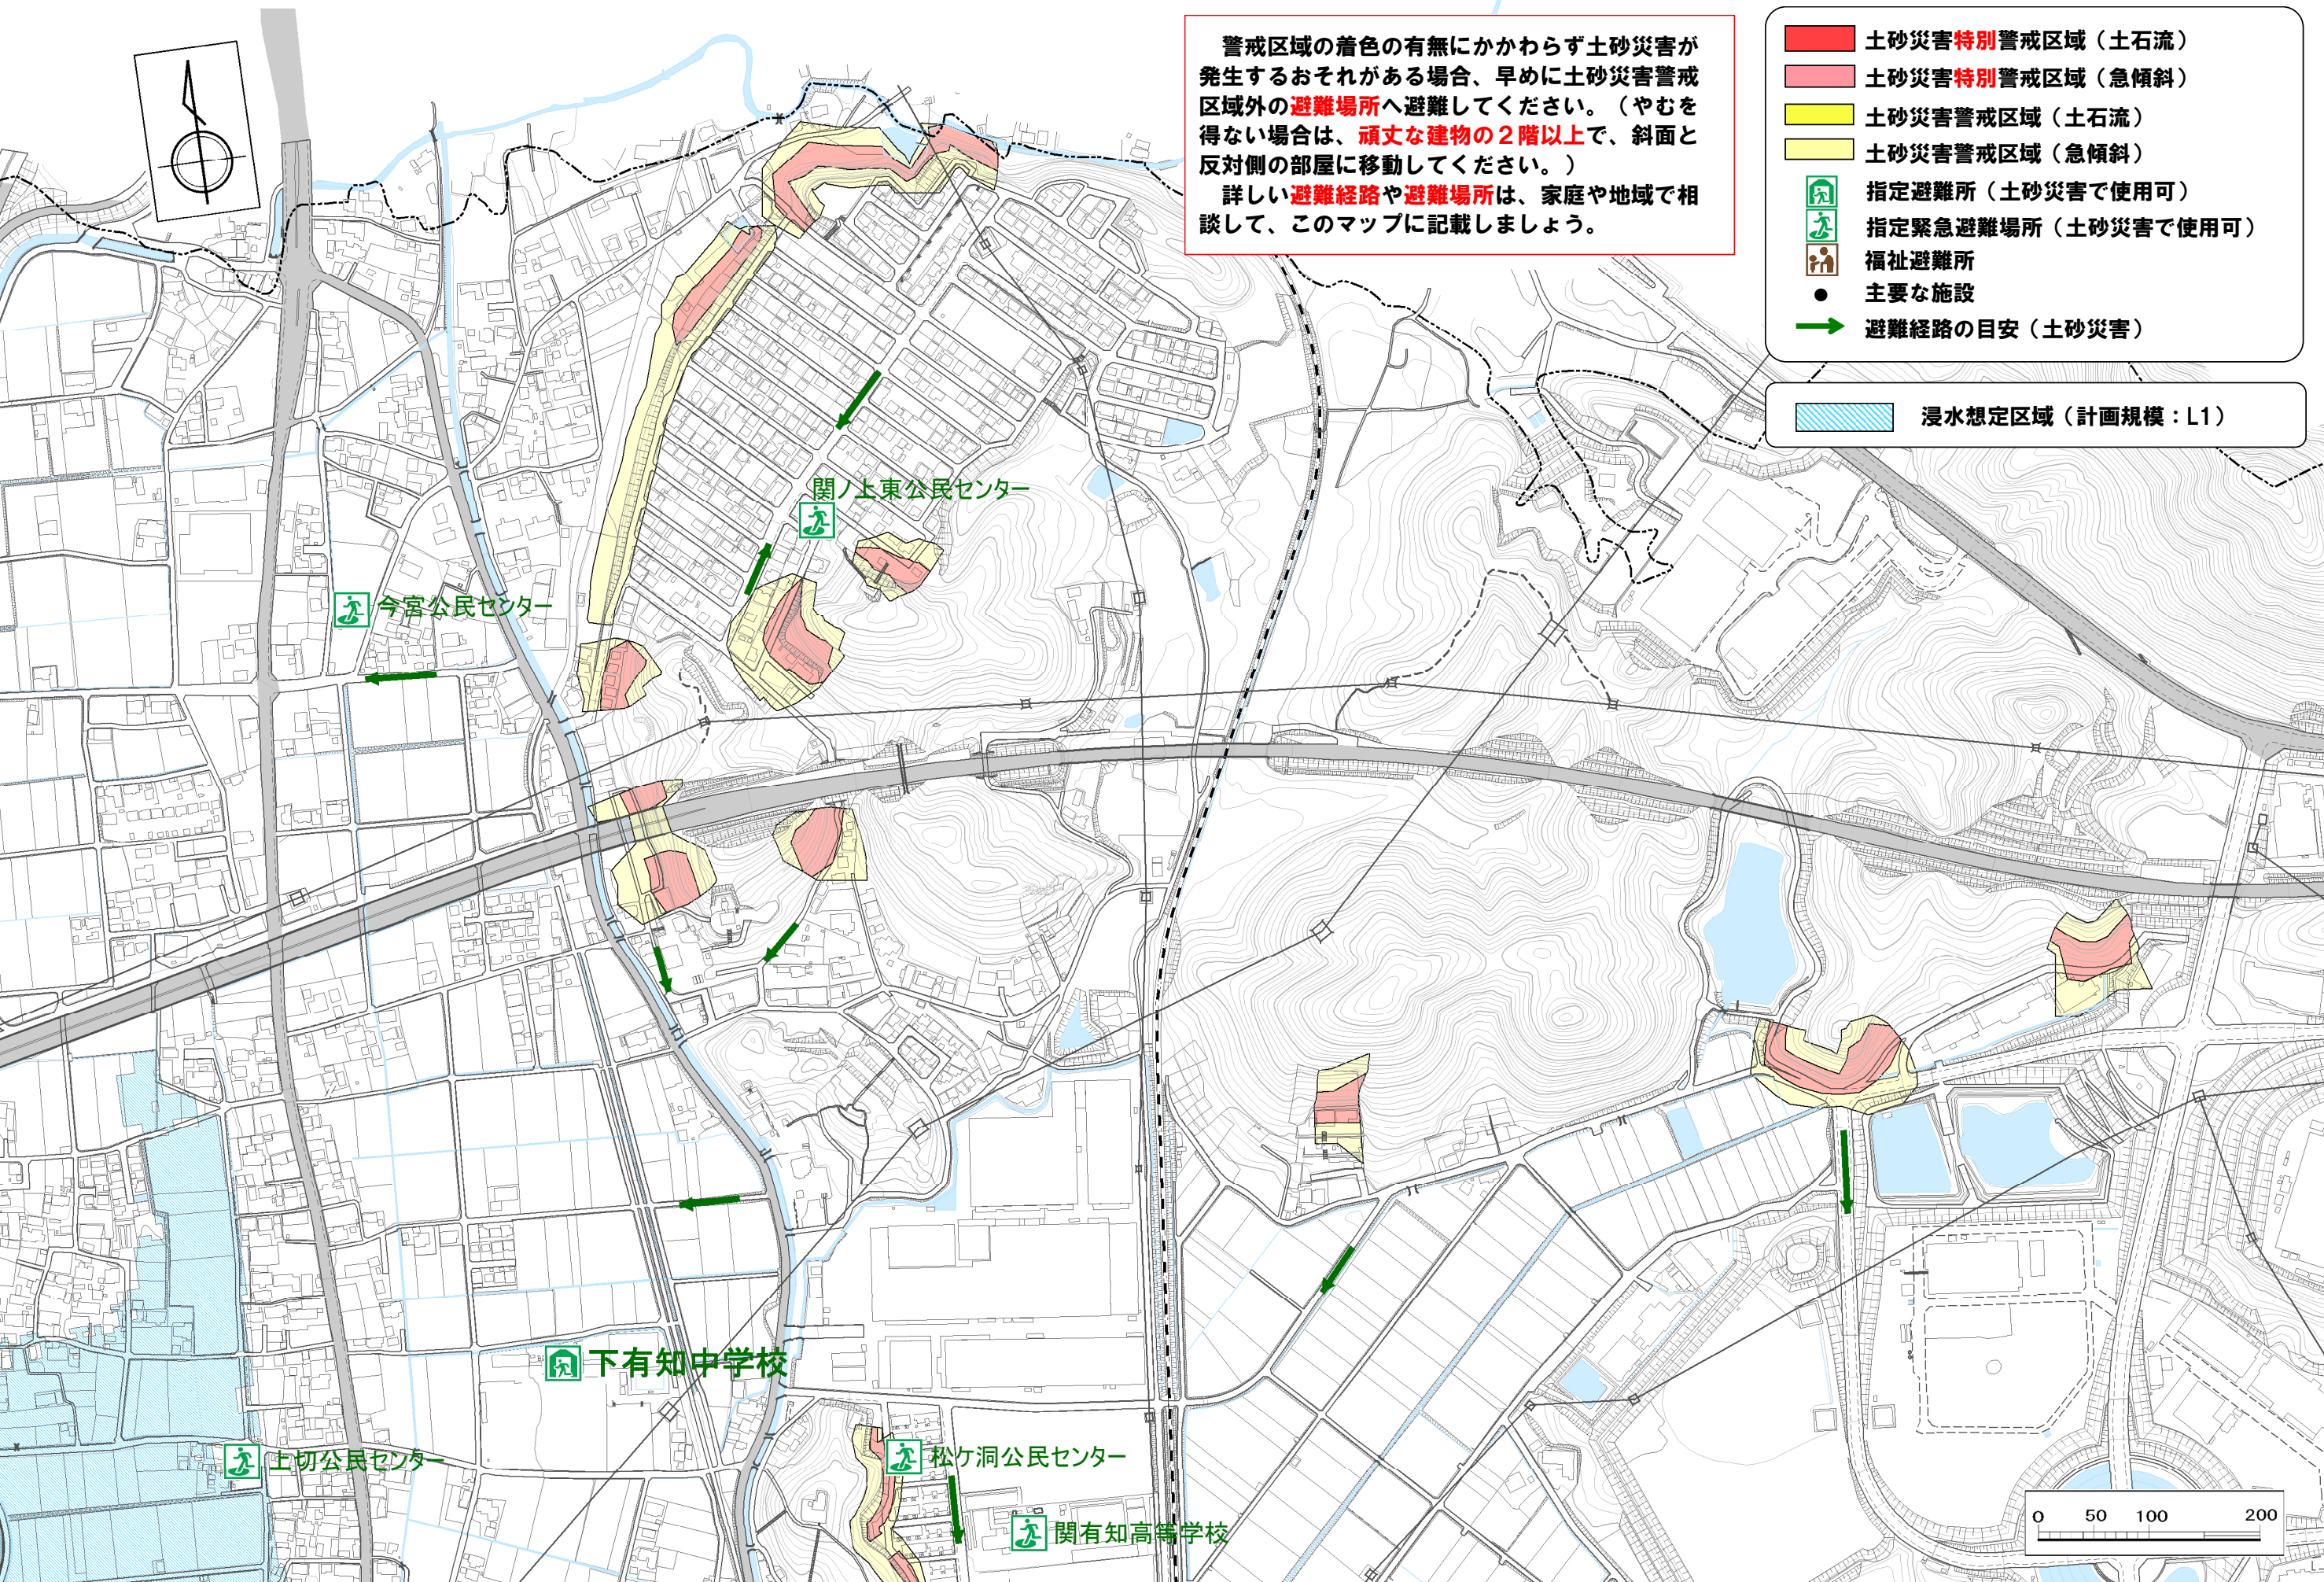 警戒区域の着色の有無にかかわらず土砂災害が
発生するおそれがある場合、早めに土砂災害警戒
区域外の避難場所へ避難してください。（やむを
得ない場合は、頑丈な建物の２階以上で、斜面と
反対側の部屋に移動してください。）
詳しい避難経路や避難場所は、家庭や地域で相
談して、このマップに記載しましょう。
土砂災害特別警戒区域（土石流）
土砂災害特別警戒区域（急傾斜）
土砂災害警戒区域（土石流）
土砂災害警戒区域（急傾斜）
指定避難所（土砂災害で使用可）
指定緊急避難場所（土砂災害で使用可）
福祉避難所
主要な施設
避難経路の目安（土砂災害）
浸水想定区域（計画規模：L1）
関ノ上東公民センター
今宮公民センター
下有知中学校
上切公民センター
松ケ洞公民センター
関有知高等学校
0 50 100 200